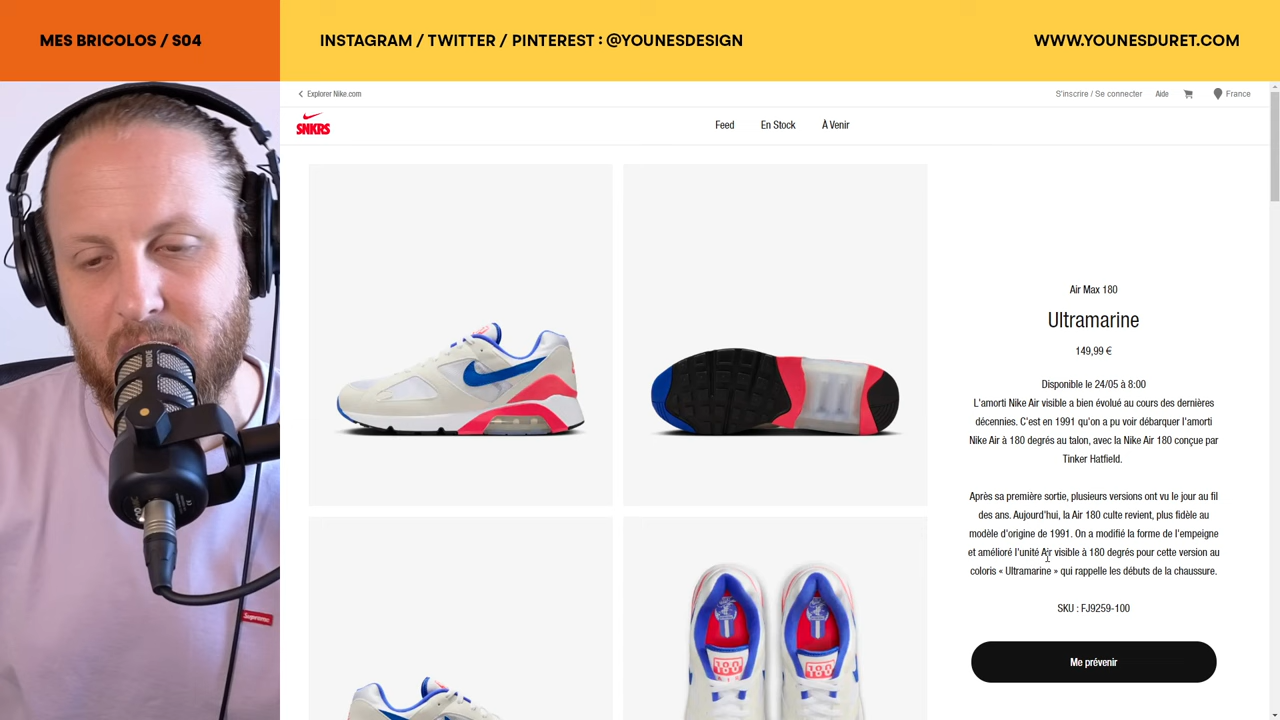 MES BRICOLOS / S04
INSTAGRAM / TWITTER / PINTEREST : @YOUNESDESIGN
WWW.YOUNESDURET.COM
Explorer Nike.com
S'inscrire / Se connecter
Aide
France
SNKRS
Feed
En Stock
À Venir
Air Max 180
Ultramarine
149,99 €
Disponible le 24/05 à 8:00
L'amorti Nike Air visible a bien évolué au cours des dernières
décennies. C'est en 1991 qu'on a pu voir débarquer l'amorti
Nike Air à 180 degrés au talon, avec la Nike Air 180 conçue par
Tinker Hatfield.
Après sa première sortie, plusieurs versions ont vu le jour au fil
des ans. Aujourd'hui, la Air 180 culte revient, plus fidèle au
modèle d'origine de 1991. On a modifié la forme de l'empeigne
et amélioré l'unité Air visible à 180 degrés pour cette version au
coloris « Ultramarine » qui rappelle les débuts de la chaussure.
SKU : FJ9259-100
Me prévenir
RODE
Supreme
180
180